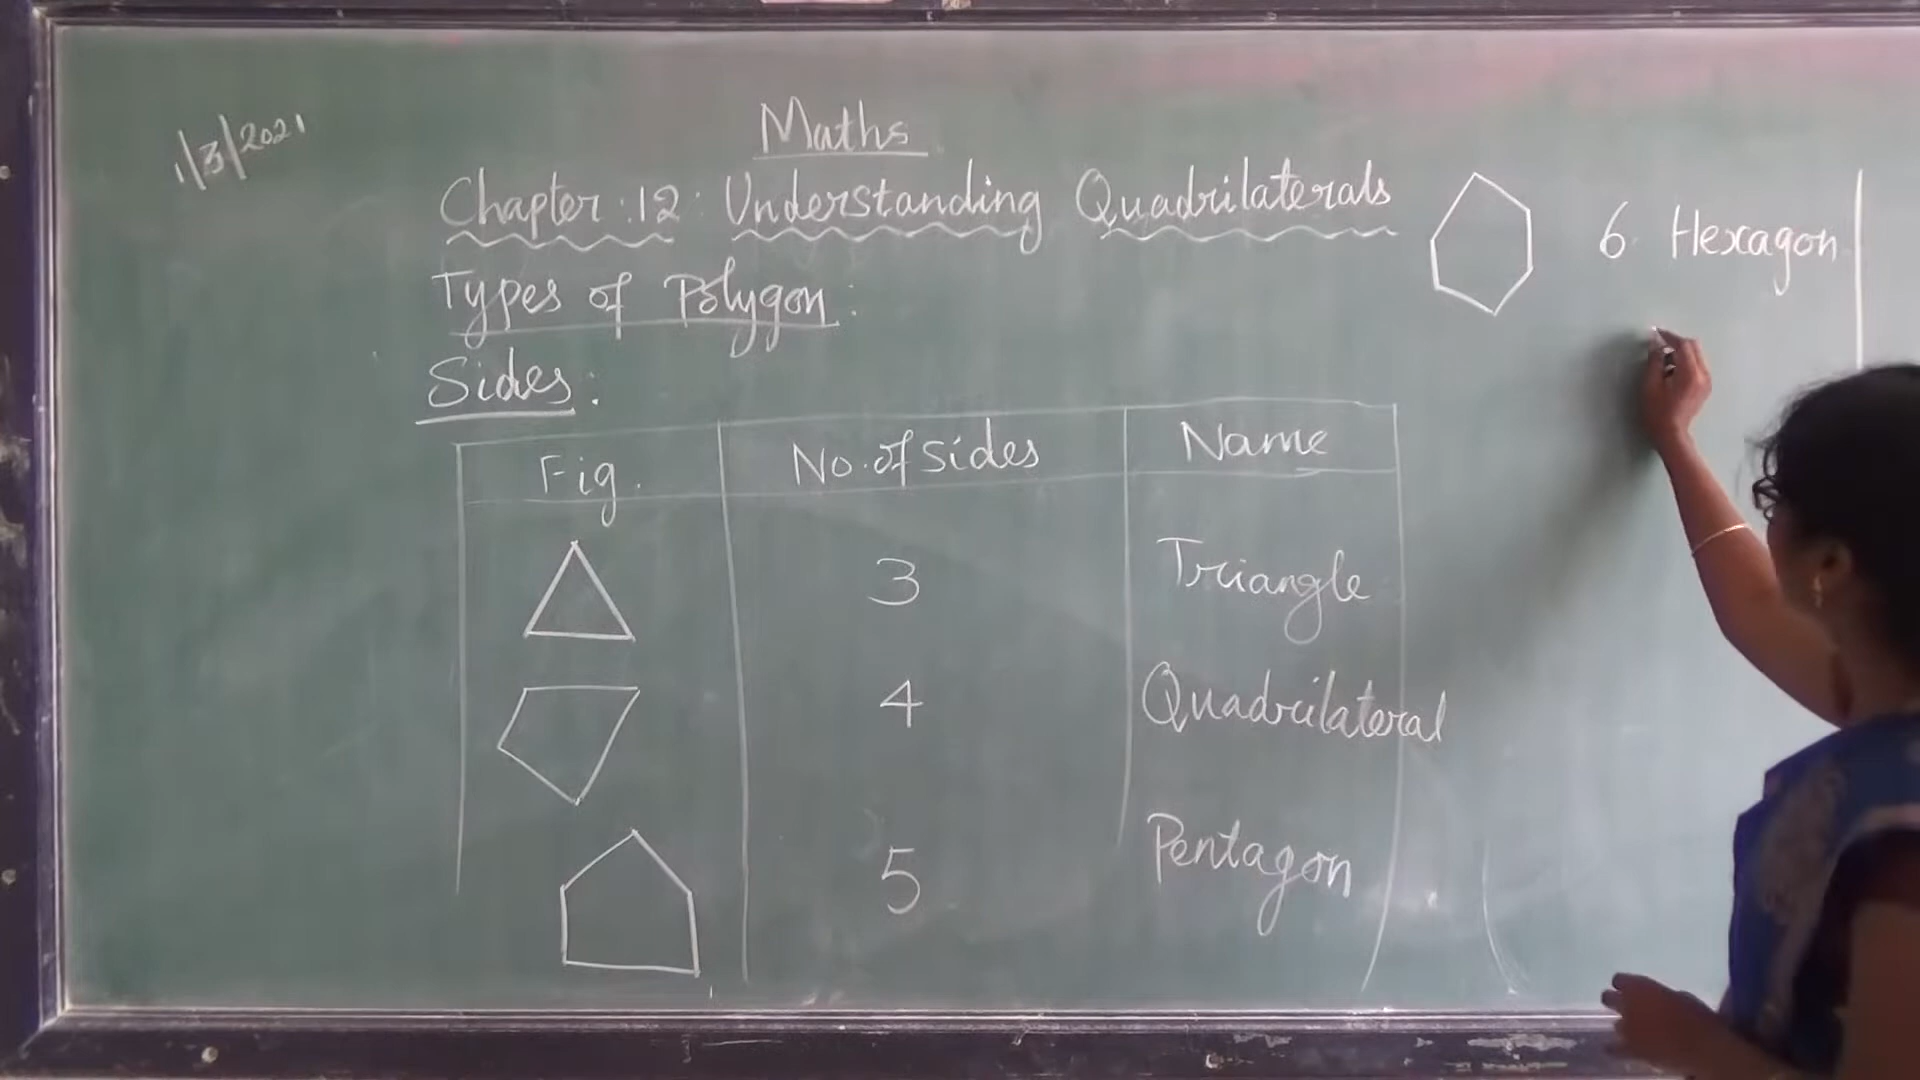 1/3/2021
Maths
Chapter:12: Understanding Quadrilaterals
Types of Polygon:
Sides:
Fig. No. of Sides Name
3 Triangle
4 Quadrilateral
5 Pentagon
6 Hexagon